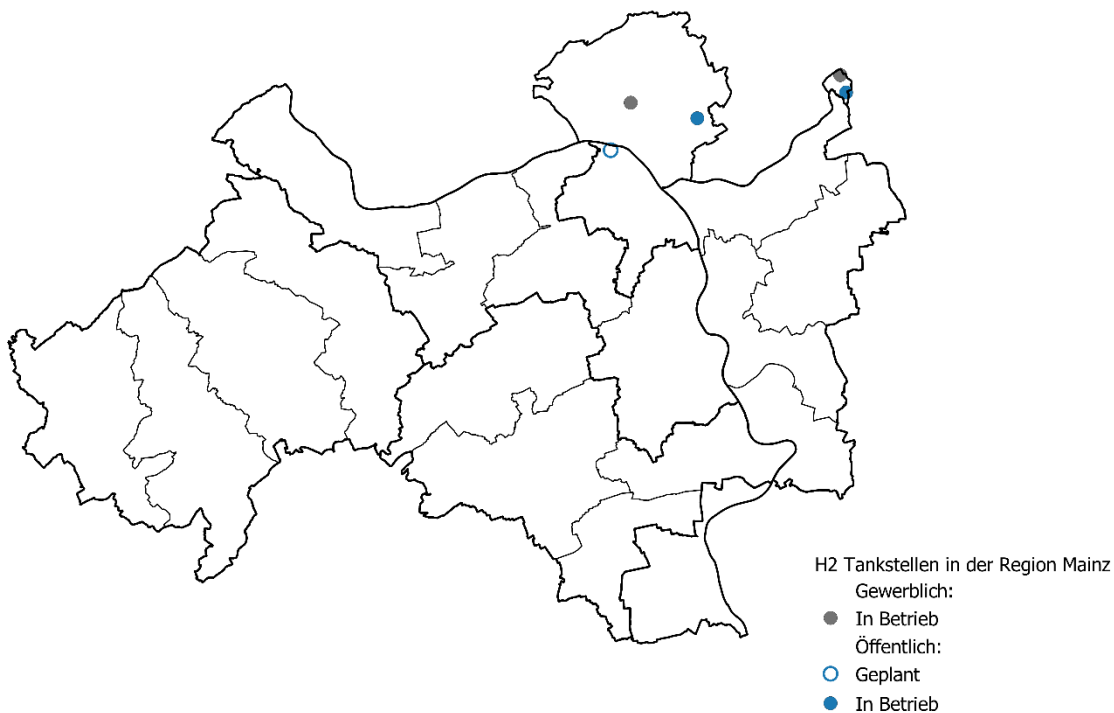 H2 Tankstellen in der Region Mainz
Gewerblich:
In Betrieb
Öffentlich:
Geplant
In Betrieb